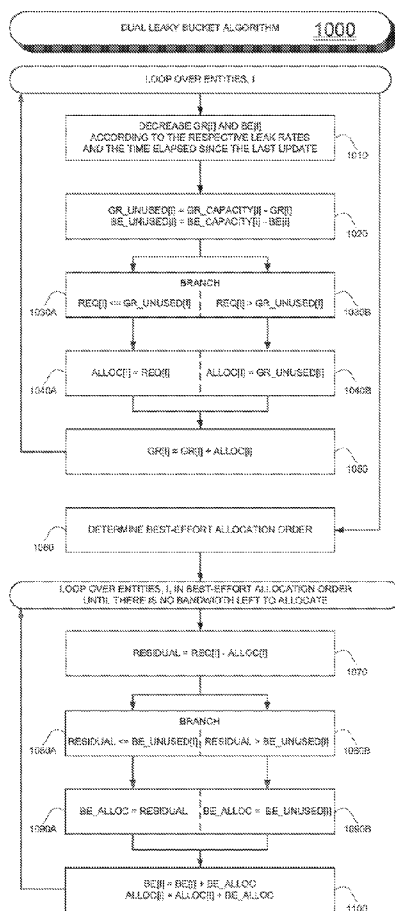 DUAL LEAKY BUCKET ALGORITHM 1000
LOOP OVER ENTITIES, I
DECREASE GR[I] AND BE[I]
ACCORDING TO THE RESPECTIVE LEAK RATES
AND THE TIME ELAPSED SINCE THE LAST UPDATE
1010
GR_UNUSED[I] = GR_CAPACITY[I] - GR[I]
BE_UNUSED[I] = BE_CAPACITY[I] - BE[I]
1020
BRANCH
REQ[I] <= GR_UNUSED[I] REQ[I] > GR_UNUSED[I]
1030A 1030B
ALLOC[I] = REQ[I] ALLOC[I] = GR_UNUSED[I]
1040A 1040B
GR[I] = GR[I] + ALLOC[I]
1050
DETERMINE BEST-EFFORT ALLOCATION ORDER
1060
LOOP OVER ENTITIES, I, IN BEST-EFFORT ALLOCATION ORDER
UNTIL THERE IS NO BANDWIDTH LEFT TO ALLOCATE
RESIDUAL = REQ[I] - ALLOC[I]
1070
BRANCH
RESIDUAL <= BE_UNUSED[I] RESIDUAL > BE_UNUSED[I]
1080A 1080B
BE_ALLOC = RESIDUAL BE_ALLOC = BE_UNUSED[I]
1090A 1090B
BE[I] = BE[I] + BE_ALLOC
ALLOC[I] = ALLOC[I] + BE_ALLOC
1100